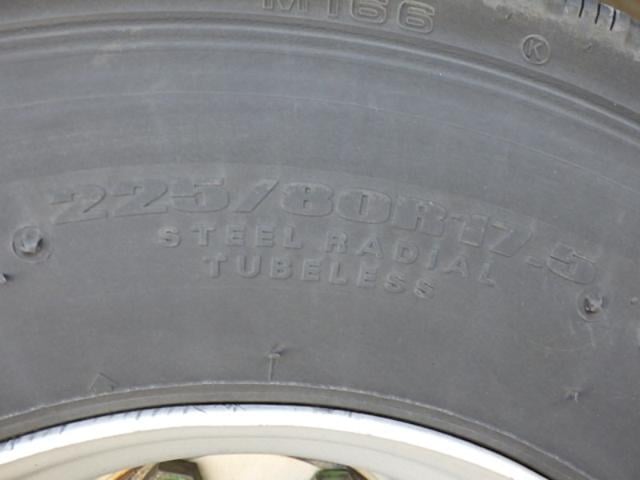 M166
K
225/80R17.5
STEEL RADIAL
TUBELESS